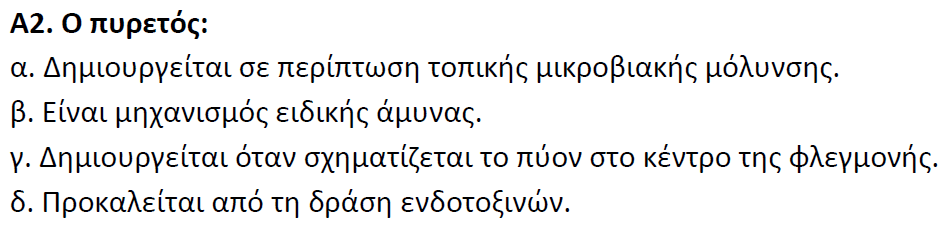 Α2. Ο πυρετός:
α. Δημιουργείται σε περίπτωση τοπικής μικροβιακής μόλυνσης.
β. Είναι μηχανισμός ειδικής άμυνας.
γ. Δημιουργείται όταν σχηματίζεται το πύον στο κέντρο της φλεγμονής.
δ. Προκαλείται από τη δράση ενδοτοξινών.